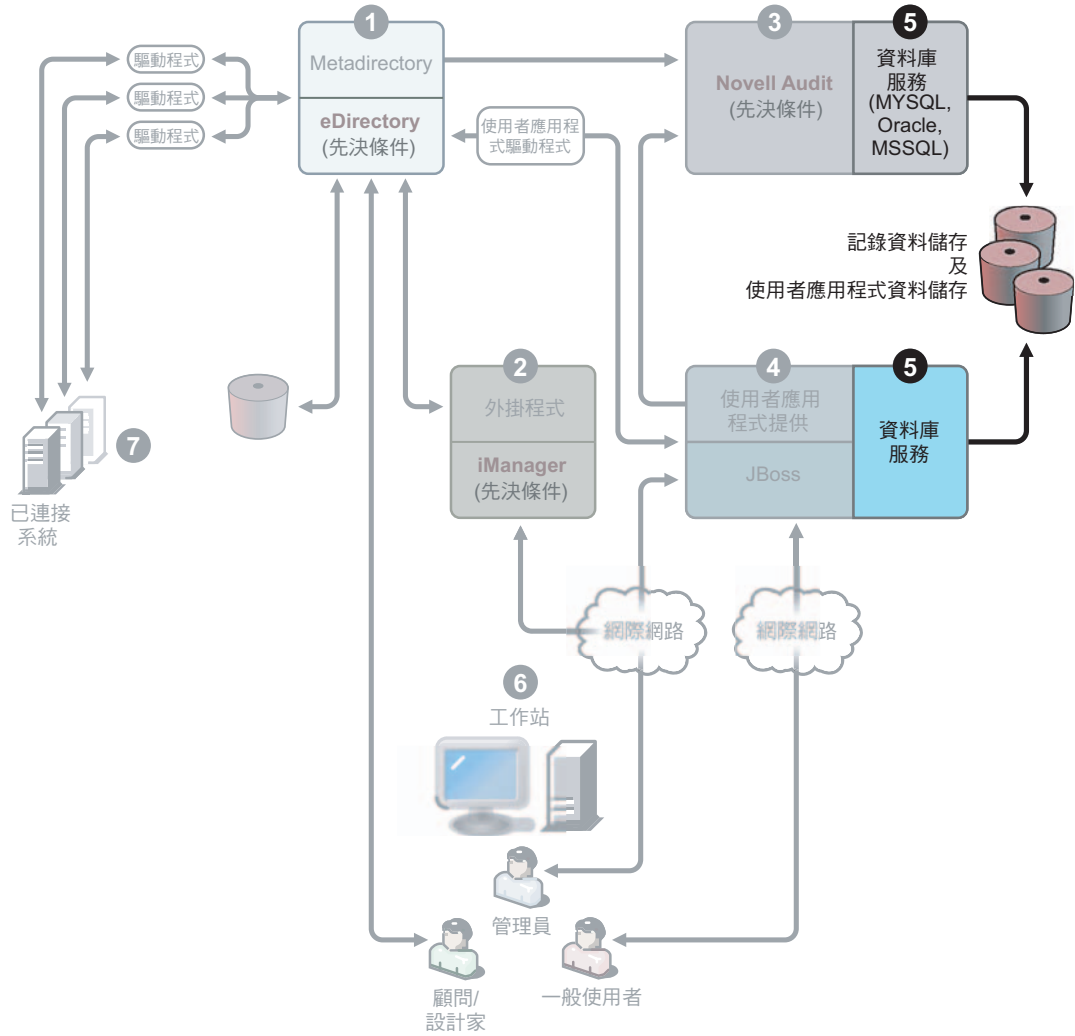 1
Metadirectory
eDirectory
(先決條件)
驅動程式
驅動程式
驅動程式
使用者應用程
式驅動程式
3
Novell Audit
(先決條件)
5
資料庫
服務
(MYSQL,
Oracle,
MSSQL)
記錄資料儲存
及
使用者應用程式資料儲存
2
外掛程式
iManager
(先決條件)
4
使用者應用
程式提供
JBoss
5
資料庫
服務
7
已連接
系統
網際網路
網際網路
6
工作站
管理員
顧問/
設計家
一般使用者